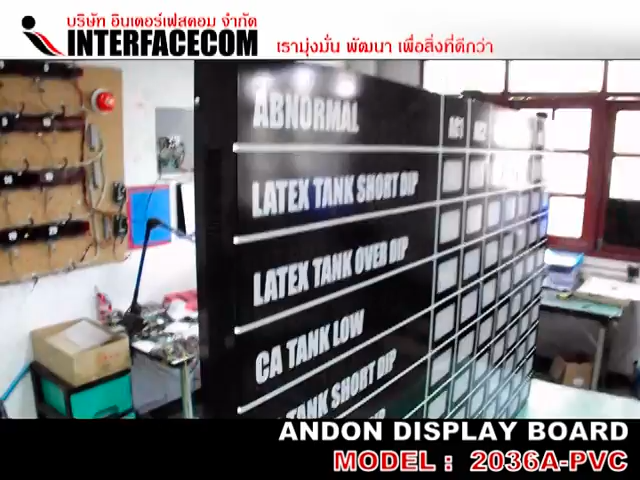 บริษัท อินเตอร์เฟสคอม จำกัด
INTERFACECOM
เรามุ่งมั่น พัฒนา เพื่อสิ่งที่ดีกว่า
ABNORMAL
AC1
AC2
LATEX TANK SHORT DIP
LATEX TANK OVER DIP
CA TANK LOW
TANK SHORT DIP
ANDON DISPLAY BOARD
MODEL : 2036A-PVC